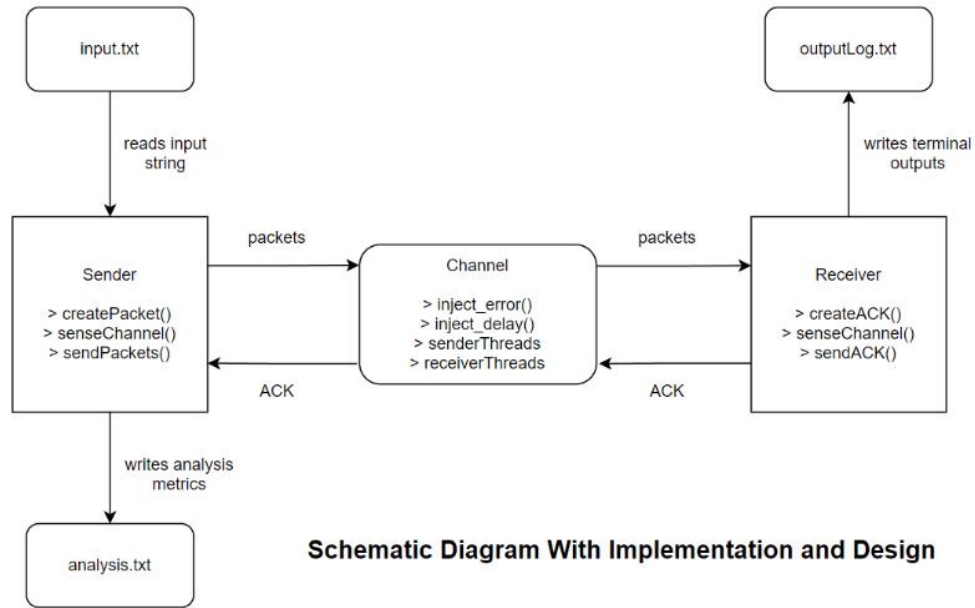 input.txt
outputLog.txt
reads input
string
writes terminal
outputs
packets
packets
Sender
> createPacket()
> senseChannel()
> sendPackets()
Channel
> inject_error()
> inject_delay()
> senderThreads
> receiverThreads
Receiver
> createACK()
> senseChannel()
> sendACK()
ACK
ACK
writes analysis
metrics
analysis.txt
Schematic Diagram With Implementation and Design